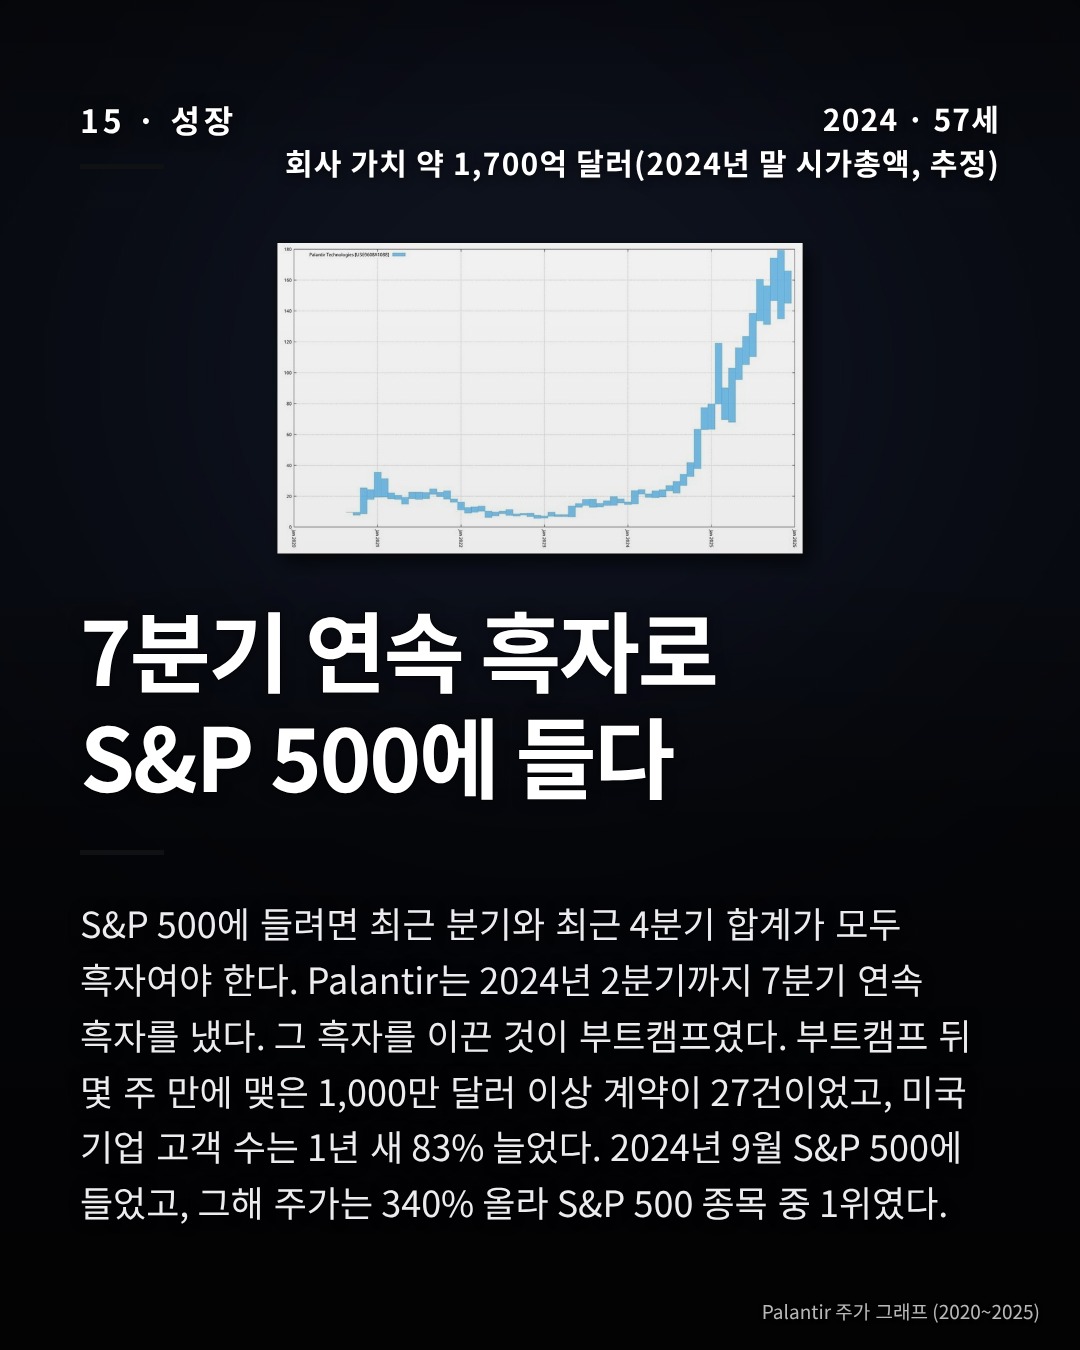 15 · 성장
2024 · 57세
회사 가치 약 1,700억 달러(2024년 말 시가총액, 추정)
180
160
140
120
100
80
60
40
20
0
7분기 연속 흑자로
S&P 500에 들다
S&P 500에 들려면 최근 분기와 최근 4분기 합계가 모두
흑자여야 한다. Palantir는 2024년 2분기까지 7분기 연속
흑자를 냈다. 그 흑자를 이끈 것이 부트캠프였다. 부트캠프 뒤
몇 주 만에 맺은 1,000만 달러 이상 계약이 27건이었고, 미국
기업 고객 수는 1년 새 83% 늘었다. 2024년 9월 S&P 500에
들었고, 그해 주가는 340% 올라 S&P 500 종목 중 1위였다.
Palantir 주가 그래프 (2020~2025)